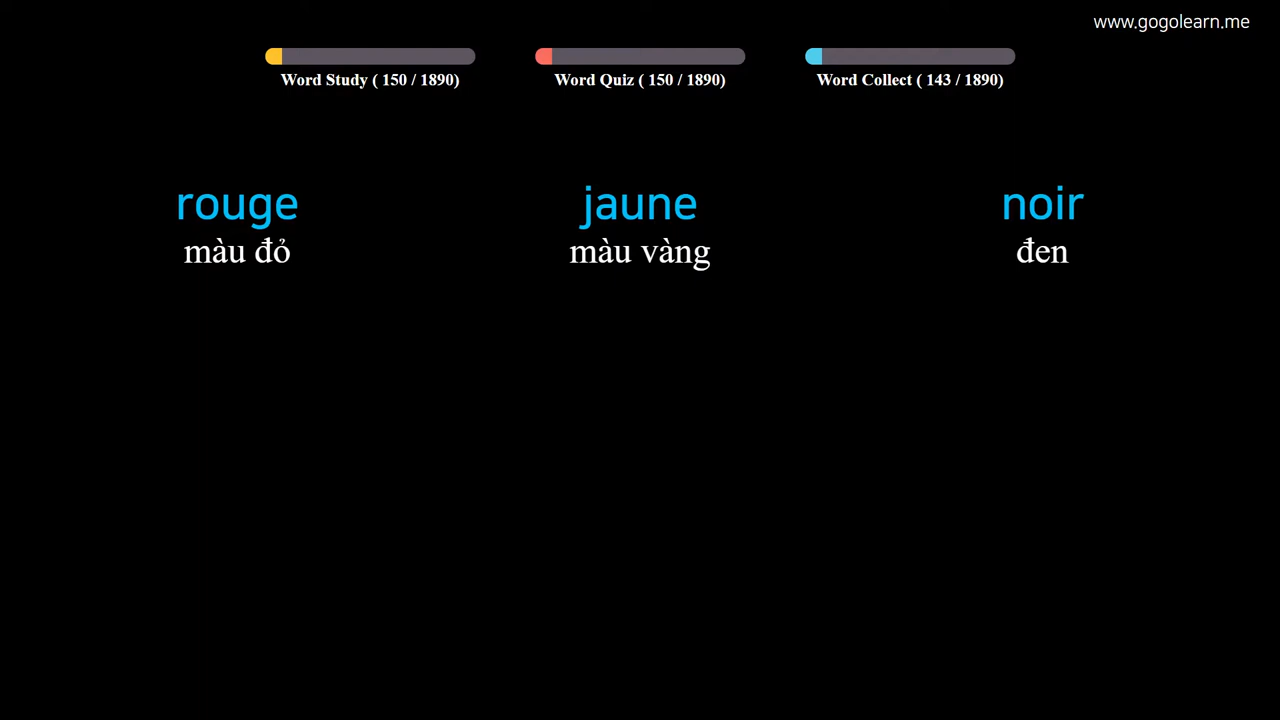 www.gogolearn.me
Word Study ( 150 / 1890)
Word Quiz ( 150 / 1890)
Word Collect ( 143 / 1890)
rouge
màu đỏ
jaune
màu vàng
noir
đen